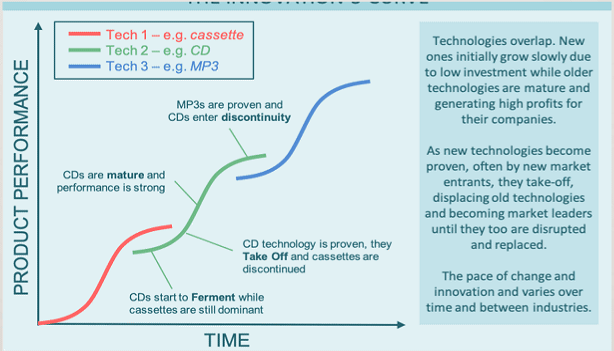 THE INNOVATION S-CURVE
Tech 1 – e.g. cassette
Tech 2 – e.g. CD
Tech 3 – e.g. MP3
PRODUCT PERFORMANCE
MP3s are proven and
CDs enter discontinuity
CDs are mature and
performance is strong
CD technology is proven, they
Take Off and cassettes are
discontinued
CDs start to Ferment while
cassettes are still dominant
TIME
Technologies overlap. New
ones initially grow slowly due
to low investment while older
technologies are mature and
generating high profits for
their companies.
As new technologies become
proven, often by new market
entrants, they take-off,
displacing old technologies
and becoming market leaders
until they too are disrupted
and replaced.
The pace of change and
innovation and varies over
time and between industries.